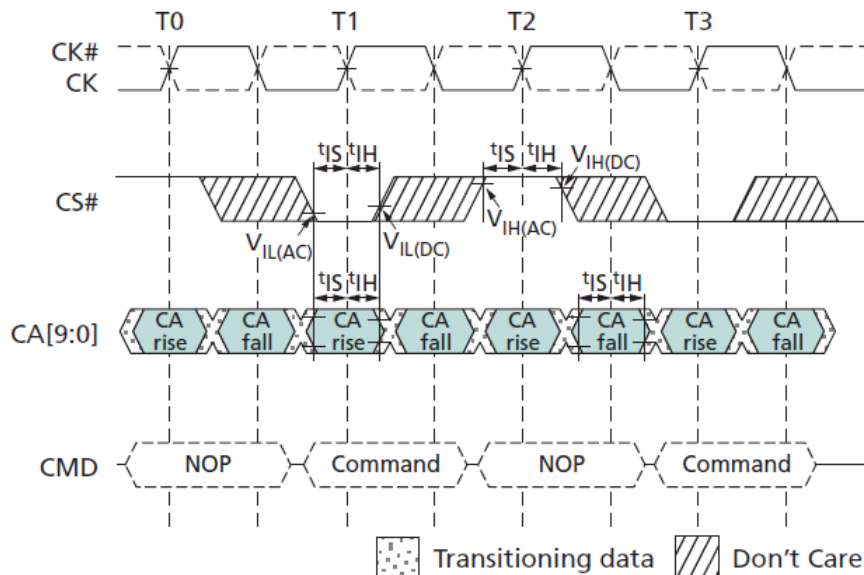 T0 T1 T2 T3
CK#
CK
tIS tIH tIS tIH VIH(DC)
CS#
VIL(AC) VIL(DC) VIH(AC)
tIS tIH tIS tIH
CA[9:0] CA rise CA fall CA rise CA fall CA rise CA fall CA rise CA fall
CMD NOP Command NOP Command
Transitioning data Don't Care